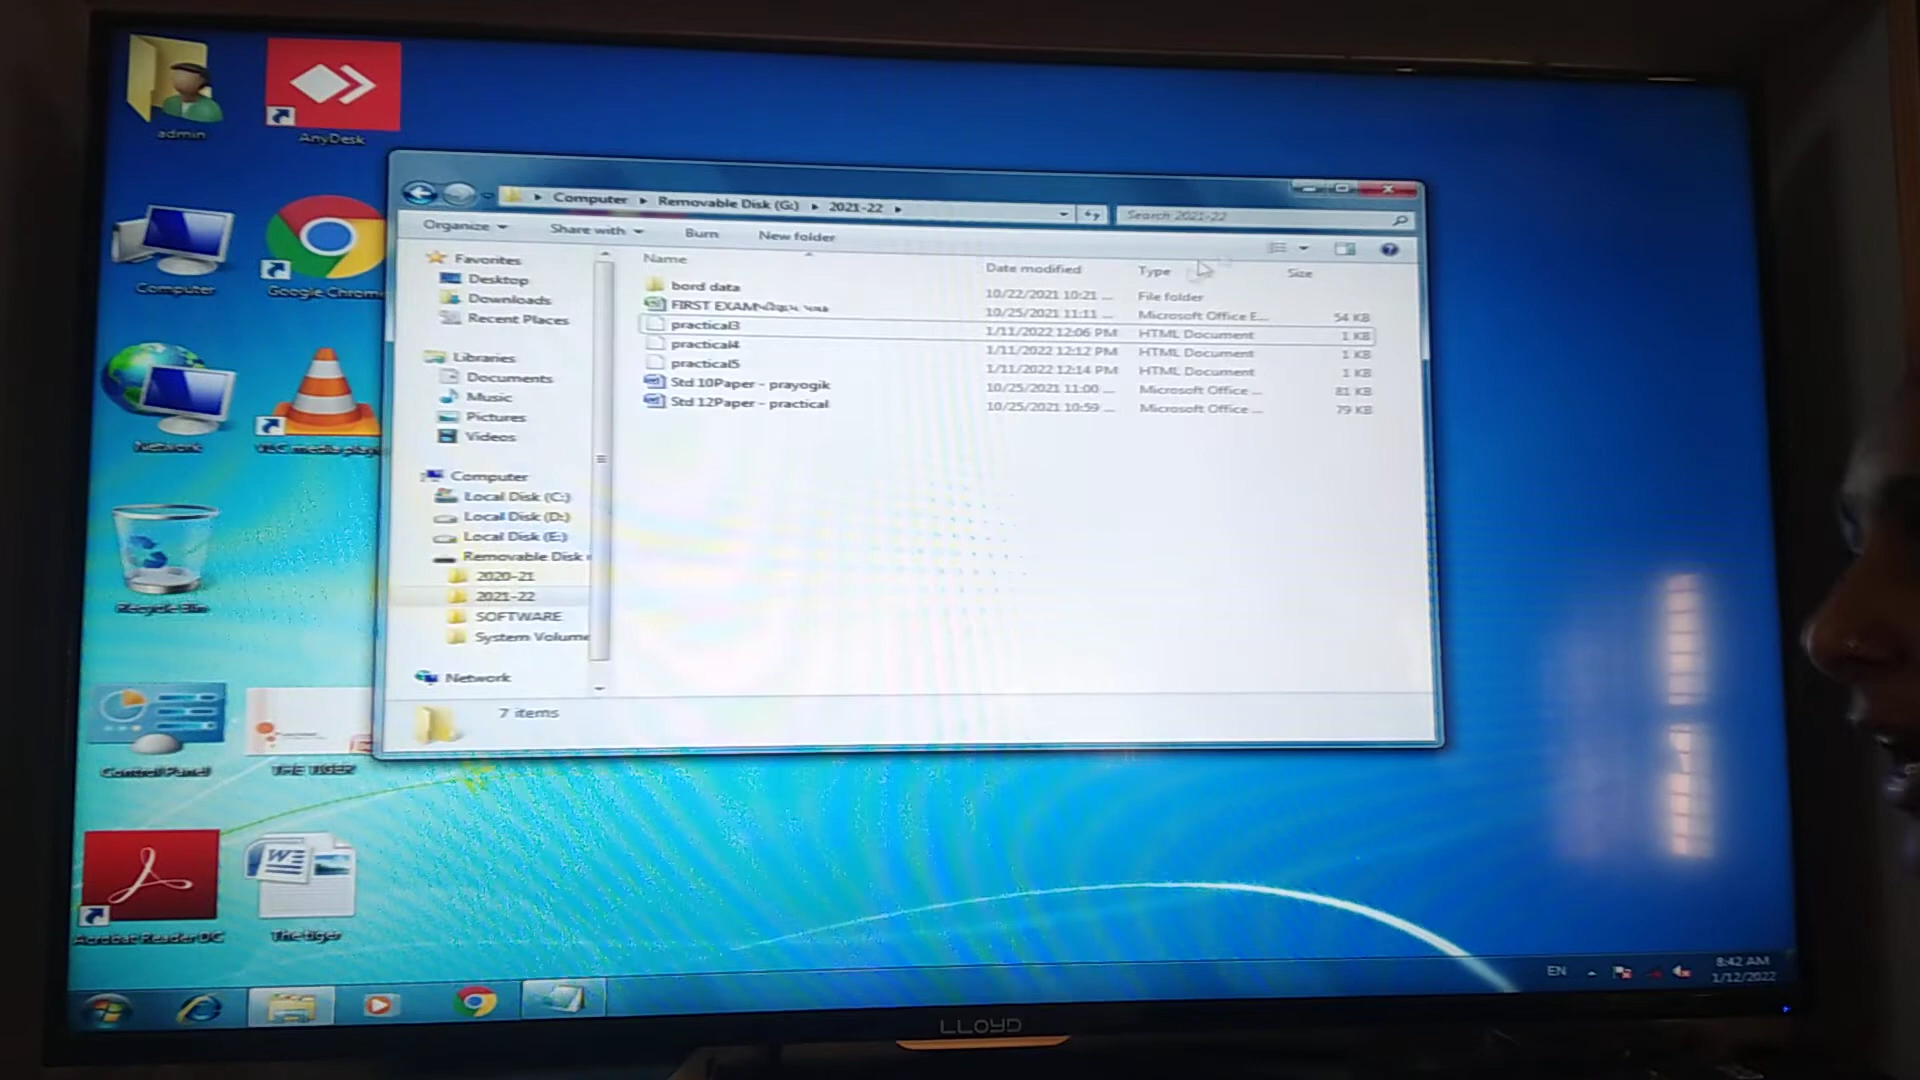 admin
AnyDesk
Computer
Google Chrom
Network
VLC media play
Recycle Bin
Control Panel
THE TIGER
Acrobat Reader DC
The tiger
Computer ▸ Removable Disk (G:) ▸ 2021-22 ▸
Search 2021-22
Organize Share with Burn New folder
Name Date modified Type Size
bord data 10/22/2021 10:21 ... File folder
FIRST EXAM 10/25/2021 11:11 ... Microsoft Office E... 54 KB
practical3 1/11/2022 12:06 PM HTML Document 1 KB
practical4 1/11/2022 12:12 PM HTML Document 1 KB
practical5 1/11/2022 12:14 PM HTML Document 1 KB
Std 10Paper - prayogik 10/25/2021 11:00 ... Microsoft Office ... 81 KB
Std 12Paper - practical 10/25/2021 10:59 ... Microsoft Office ... 79 KB
Favorites
Desktop
Downloads
Recent Places
Libraries
Documents
Music
Pictures
Videos
Computer
Local Disk (C:)
Local Disk (D:)
Local Disk (E:)
Removable Disk
2020-21
2021-22
SOFTWARE
System Volume
Network
7 items
EN
8:42 AM
1/12/2022
LLOYD